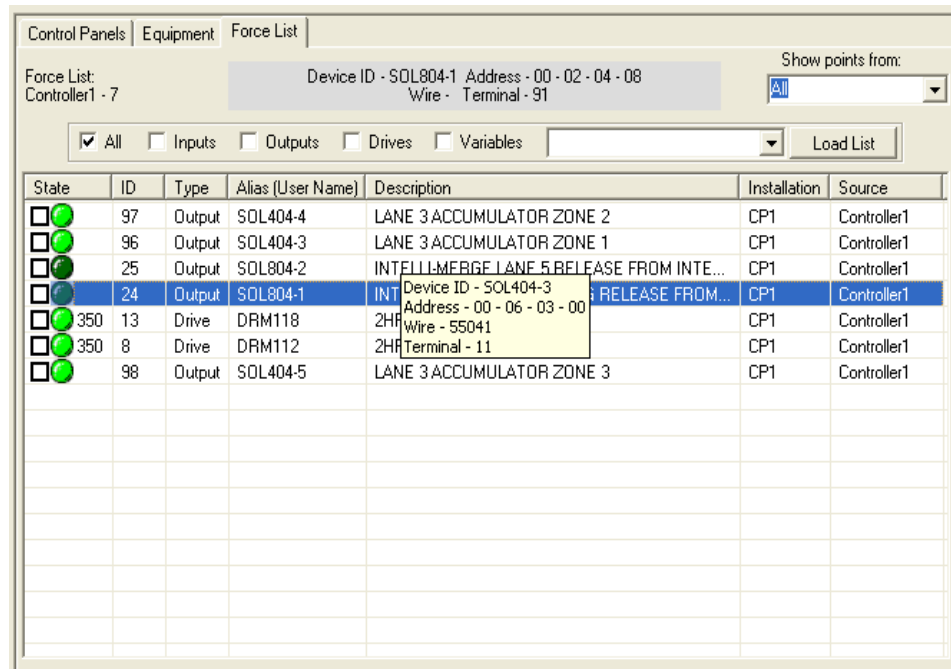 Control Panels Equipment Force List
Force List:
Controller1 - 7
Device ID - SOL804-1 Address - 00 - 02 - 04 - 08
Wire - Terminal - 91
Show points from:
All
All Inputs Outputs Drives Variables Load List
State ID Type Alias (User Name) Description Installation Source
97 Output SOL404-4 LANE 3 ACCUMULATOR ZONE 2 CP1 Controller1
96 Output SOL404-3 LANE 3 ACCUMULATOR ZONE 1 CP1 Controller1
25 Output SOL804-2 INTELLI-MERGE LANE 5 RELEASE FROM INTE... CP1 Controller1
24 Output SOL804-1 INT RELEASE FROM... CP1 Controller1
350 13 Drive DRM118 2HP CP1 Controller1
350 8 Drive DRM112 2HP CP1 Controller1
98 Output SOL404-5 LANE 3 ACCUMULATOR ZONE 3 CP1 Controller1
Device ID - SOL404-3
Address - 00 - 06 - 03 - 00
Wire - 55041
Terminal - 11